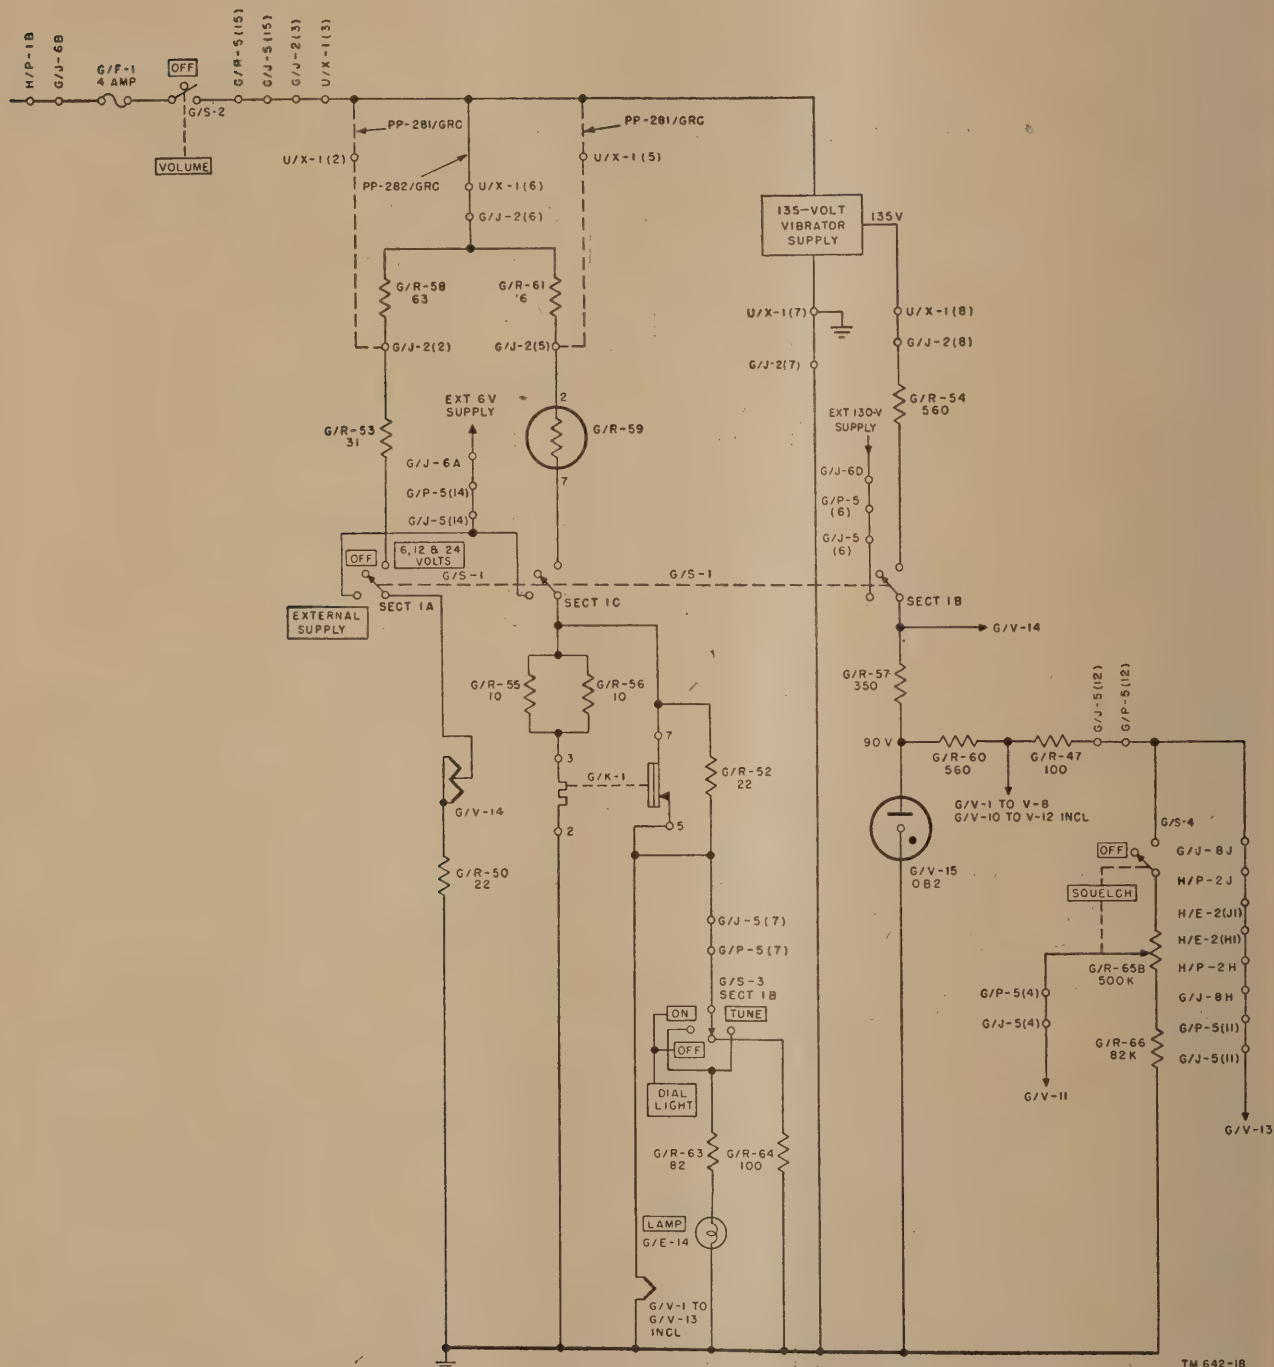 H/P-1B
G/J-6B
G/F-1
4 AMP
OFF
G/S-2
VOLUME
G/R-5(15)
G/J-5(15)
G/J-2(3)
U/X-1(3)
PP-281/GRC
U/X-1(2)
PP-282/GRC
PP-281/GRC
U/X-1(5)
U/X-1(6)
G/J-2(6)
135-VOLT
VIBRATOR
SUPPLY
135V
G/R-58
63
G/R-61
6
U/X-1(7)
U/X-1(8)
G/J-2(2)
G/J-2(5)
G/J-2(7)
G/J-2(8)
EXT 6V
SUPPLY
2
G/R-59
7
G/R-53
31
G/J-6A
G/P-5(14)
G/J-5(14)
EXT 130-V
SUPPLY
G/R-54
560
G/J-6D
G/P-5
(6)
G/J-5
(6)
OFF
6, 12 & 24
VOLTS
G/S-1
G/S-1
EXTERNAL
SUPPLY
SECT 1A
SECT 1C
SECT 1B
G/V-14
G/R-55
10
G/R-56
10
G/R-57
350
7
3
G/K-1
G/R-52
22
2
5
G/V-14
G/R-50
22
90 V
G/R-60
560
G/R-47
100
G/J-5(12)
G/P-5(12)
G/V-1 TO V-8
G/V-10 TO V-12 INCL
G/V-15
OB2
G/S-4
OFF
SQUELCH
G/J-8J
H/P-2J
H/E-2(J1)
H/E-2(H1)
H/P-2H
G/J-8H
G/P-5(11)
G/J-5(11)
G/V-13
G/R-65B
500K
G/P-5(4)
G/J-5(4)
G/R-66
82K
G/V-11
G/J-5(7)
G/P-5(7)
G/S-3
SECT 1B
ON
TUNE
OFF
DIAL
LIGHT
G/R-63
82
G/R-64
100
LAMP
G/E-14
G/V-1 TO
G/V-13
INCL
TM 642-18